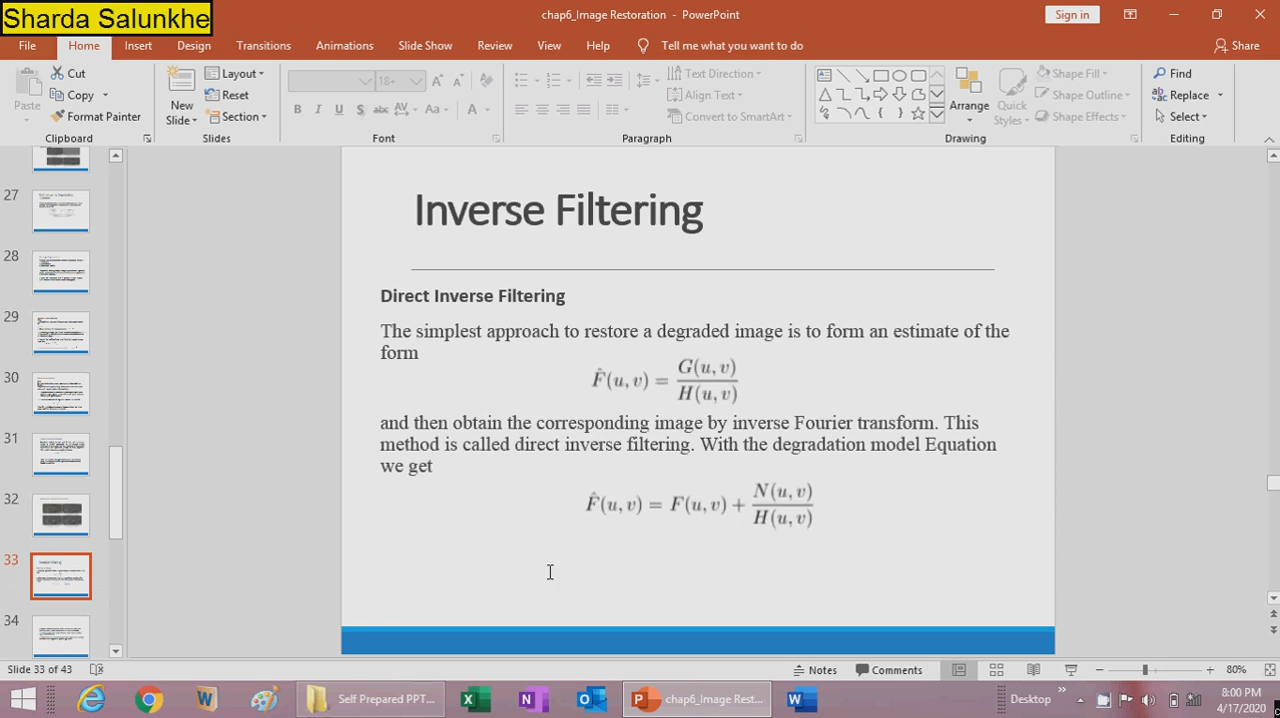 Sharda Salunkhe
chap6_Image Restoration - PowerPoint
Sign in
File Home Insert Design Transitions Animations Slide Show Review View Help Tell me what you want to do Share
Cut
Copy
Format Painter
Paste
Clipboard
New
Slide
Layout
Reset
Section
Slides
18+
B I U S abc AV Aa A
Font
Text Direction
Align Text
Convert to SmartArt
Paragraph
Arrange
Quick
Styles
Shape Fill
Shape Outline
Shape Effects
Drawing
Find
Replace
Select
Editing
27
28
29
30
31
32
33
34
Inverse Filtering
Direct Inverse Filtering
The simplest approach to restore a degraded image is to form an estimate of the
form
F̂(u, v) = G(u, v) / H(u, v)
and then obtain the corresponding image by inverse Fourier transform. This
method is called direct inverse filtering. With the degradation model Equation
we get
F̂(u, v) = F(u, v) + N(u, v) / H(u, v)
Slide 33 of 43
Notes
Comments
80%
Self Prepared PPT...
chap6_Image Rest...
Desktop
8:00 PM
4/17/2020